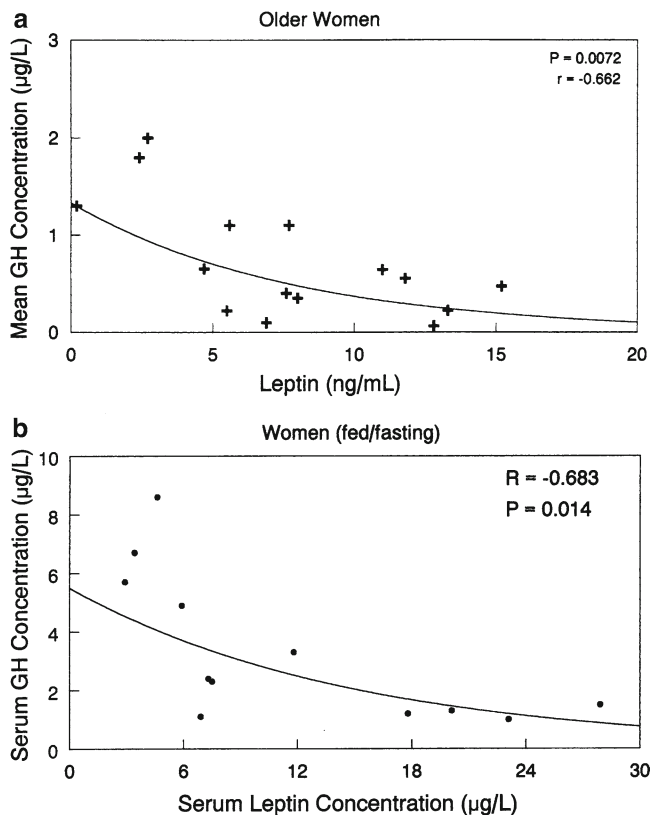 a
Older Women
P = 0.0072
r = -0.662
Mean GH Concentration (µg/L)
3
2
1
0
0 5 10 15 20
Leptin (ng/mL)
b
Women (fed/fasting)
R = -0.683
P = 0.014
Serum GH Concentration (µg/L)
10
8
6
4
2
0
0 6 12 18 24 30
Serum Leptin Concentration (µg/L)